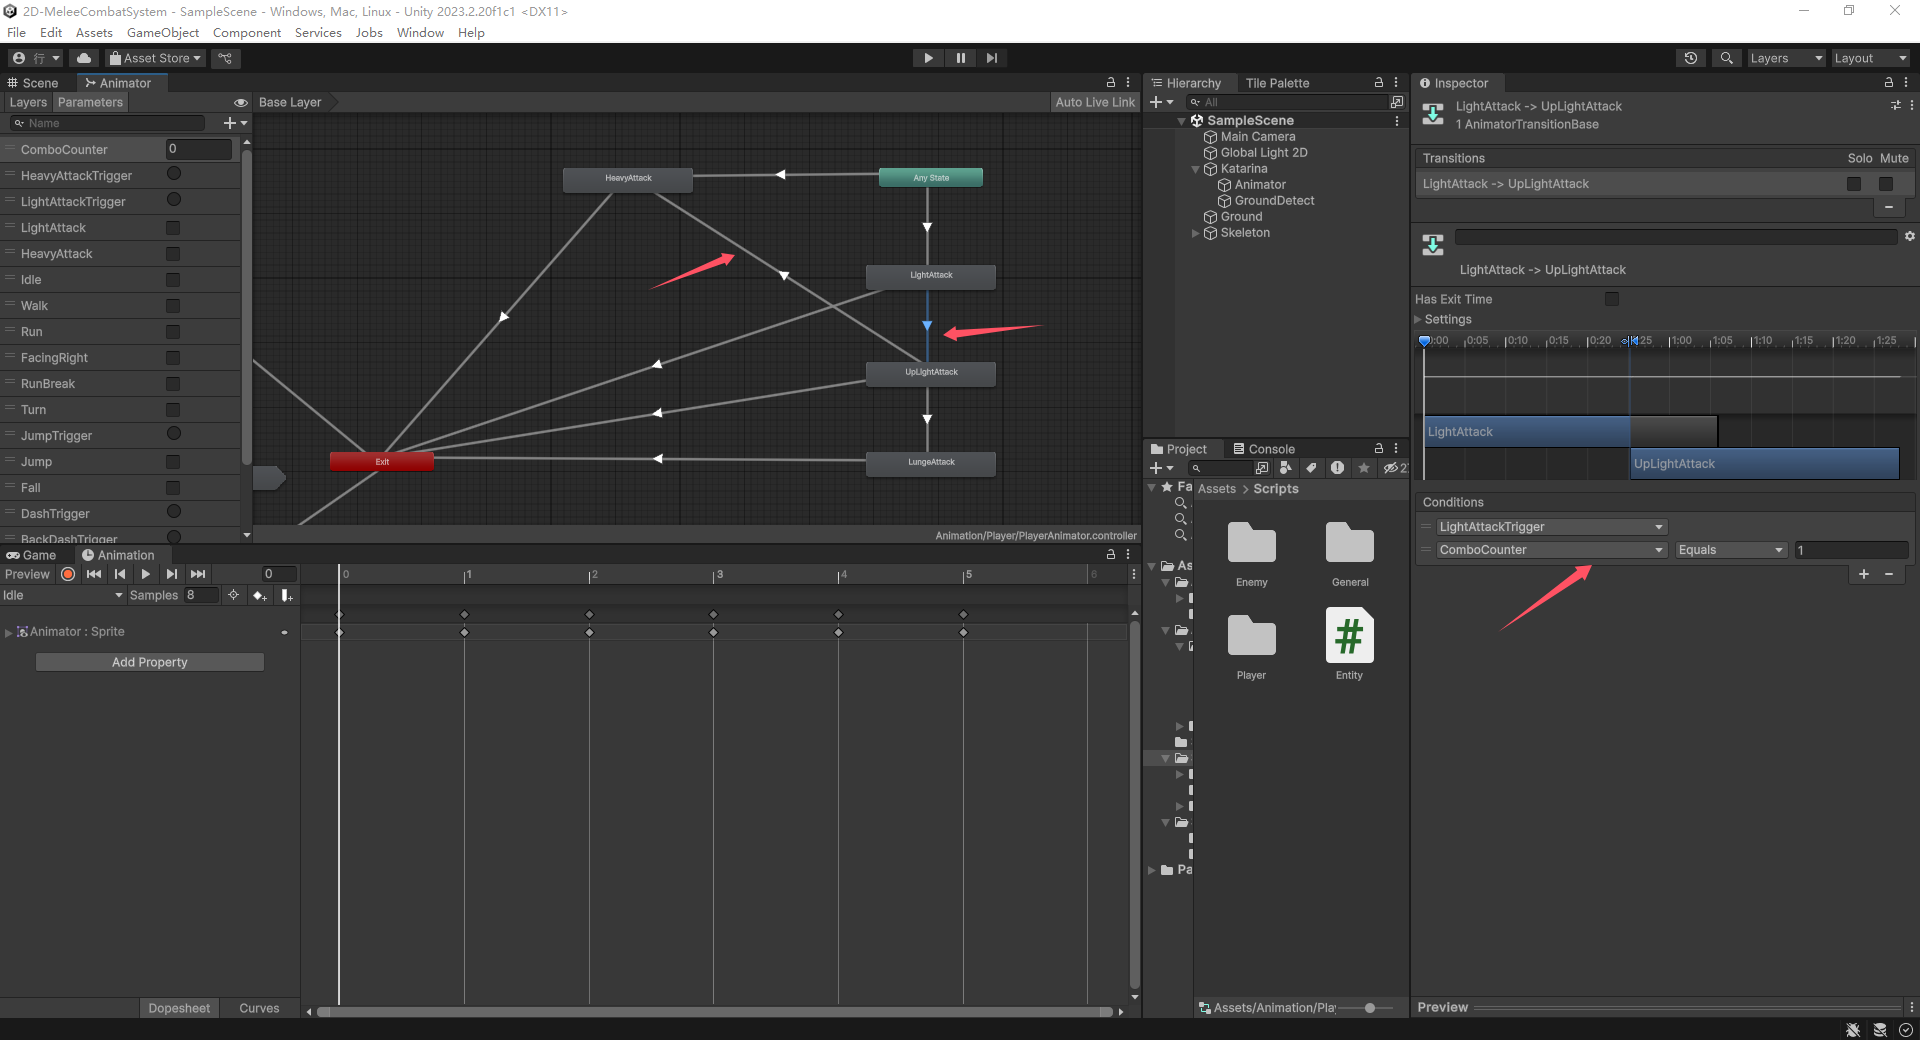 2D-MeleeCombatSystem - SampleScene - Windows, Mac, Linux - Unity 2023.2.20f1c1 <DX11>
File Edit Assets GameObject Component Services Jobs Window Help
行 Asset Store Layers Layout
Scene Animator
Layers Parameters Base Layer Auto Live Link
Name
ComboCounter 0
HeavyAttackTrigger
LightAttackTrigger
LightAttack
HeavyAttack
Idle
Walk
Run
FacingRight
RunBreak
Turn
JumpTrigger
Jump
Fall
DashTrigger
BackDashTrigger
HeavyAttack
Any State
LightAttack
UpLightAttack
LungeAttack
Exit
Animation/Player/PlayerAnimator.controller
Game Animation
Preview 0
Idle Samples 8
0 1 2 3 4 5 6
Animator : Sprite
Add Property
Dopesheet Curves
Hierarchy Tile Palette
All
SampleScene
Main Camera
Global Light 2D
Katarina
Animator
GroundDetect
Ground
Skeleton
Project Console
2
Fa
As
Pa
Assets > Scripts
Enemy
General
Player
#
Entity
Assets/Animation/Pla
Inspector
LightAttack -> UpLightAttack
1 AnimatorTransitionBase
Transitions Solo Mute
LightAttack -> UpLightAttack
LightAttack -> UpLightAttack
Has Exit Time
Settings
0:00 0:05 0:10 0:15 0:20 0:25 1:00 1:05 1:10 1:15 1:20 1:25
LightAttack
UpLightAttack
Conditions
LightAttackTrigger
ComboCounter Equals 1
Preview